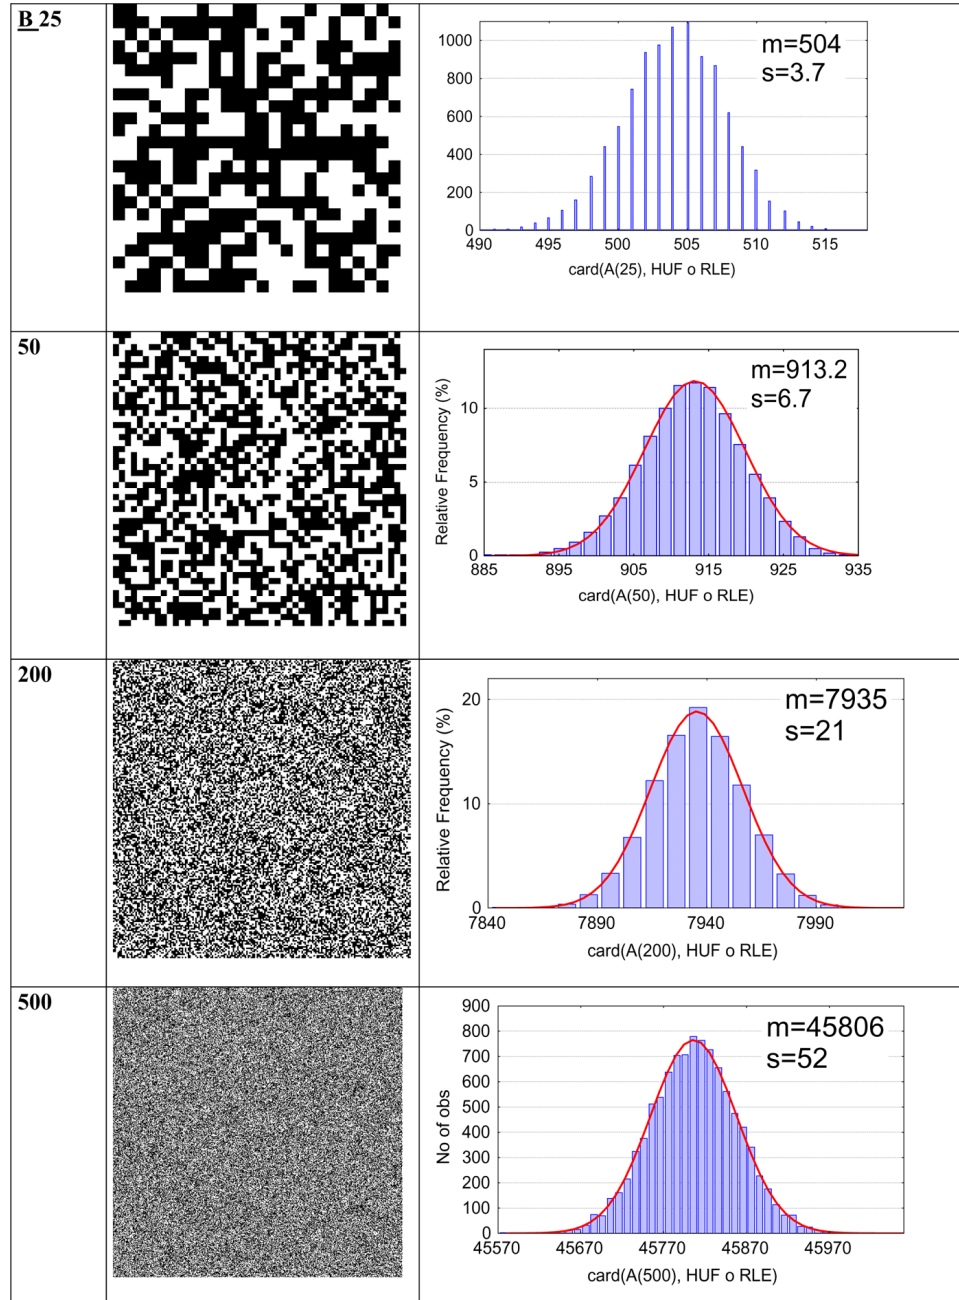 B 25
m=504
s=3.7
1000
800
600
400
200
0
490 495 500 505 510 515
card(A(25), HUF o RLE)
50
m=913.2
s=6.7
Relative Frequency (%)
10
5
0
885 895 905 915 925 935
card(A(50), HUF o RLE)
200
m=7935
s=21
Relative Frequency (%)
20
10
0
7840 7890 7940 7990
card(A(200), HUF o RLE)
500
m=45806
s=52
No of obs
900
800
700
600
500
400
300
200
100
0
45570 45670 45770 45870 45970
card(A(500), HUF o RLE)